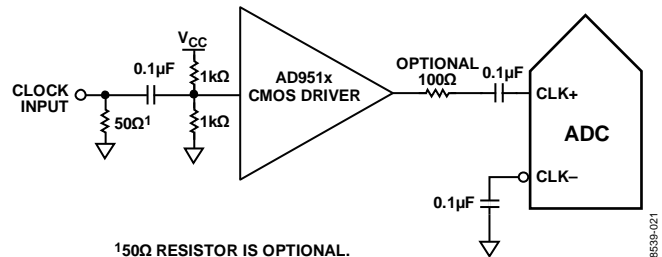 V_CC
0.1µF
1kΩ
CLOCK
INPUT
50Ω¹
1kΩ
AD951x
CMOS DRIVER
OPTIONAL
100Ω
0.1µF
CLK+
ADC
CLK–
0.1µF
¹50Ω RESISTOR IS OPTIONAL.
8539-021